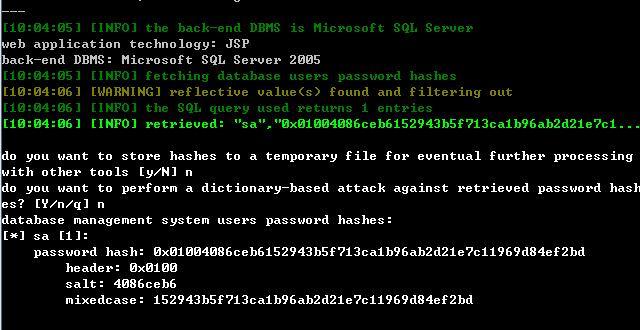 ---
[10:04:05] [INFO] the back-end DBMS is Microsoft SQL Server
web application technology: JSP
back-end DBMS: Microsoft SQL Server 2005
[10:04:05] [INFO] fetching database users password hashes
[10:04:06] [WARNING] reflective value(s) found and filtering out
[10:04:06] [INFO] the SQL query used returns 1 entries
[10:04:06] [INFO] retrieved: "sa","0x01004086ceb6152943b5f713ca1b96ab2d21e7c1...
do you want to store hashes to a temporary file for eventual further processing
with other tools [y/N] n
do you want to perform a dictionary-based attack against retrieved password hash
es? [Y/n/q] n
database management system users password hashes:
[*] sa [1]:
password hash: 0x01004086ceb6152943b5f713ca1b96ab2d21e7c11969d84ef2bd
header: 0x0100
salt: 4086ceb6
mixedcase: 152943b5f713ca1b96ab2d21e7c11969d84ef2bd